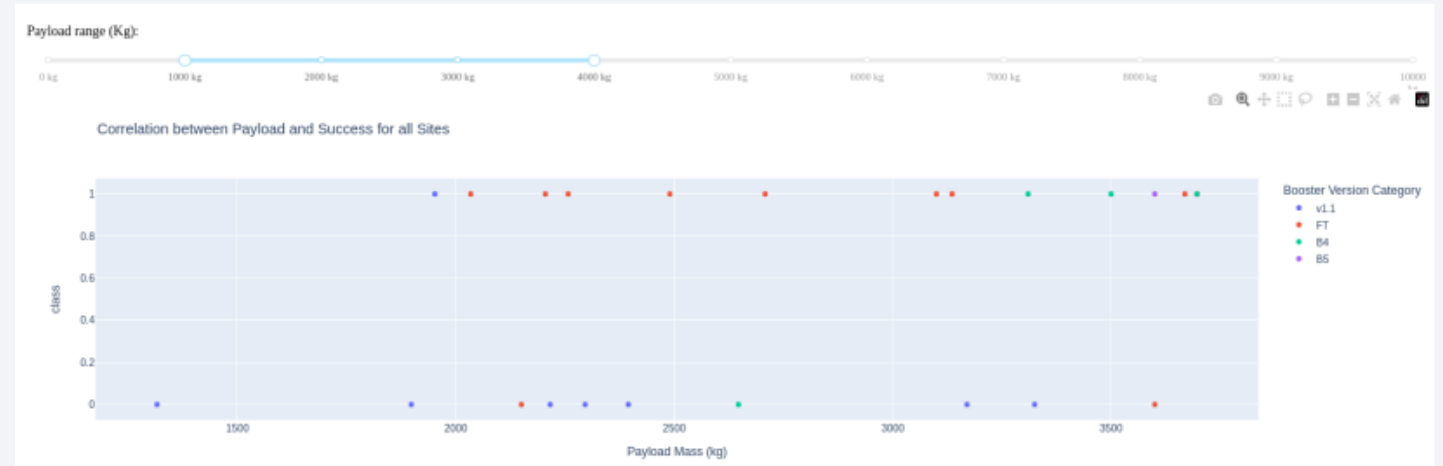 Payload range (Kg):
0 kg 1000 kg 2000 kg 3000 kg 4000 kg 5000 kg 6000 kg 7000 kg 8000 kg 9000 kg 10000
Correlation between Payload and Success for all Sites
Booster Version Category
v1.1
FT
B4
B5
1
0.8
0.6
0.4
0.2
0
class
1500 2000 2500 3000 3500
Payload Mass (kg)